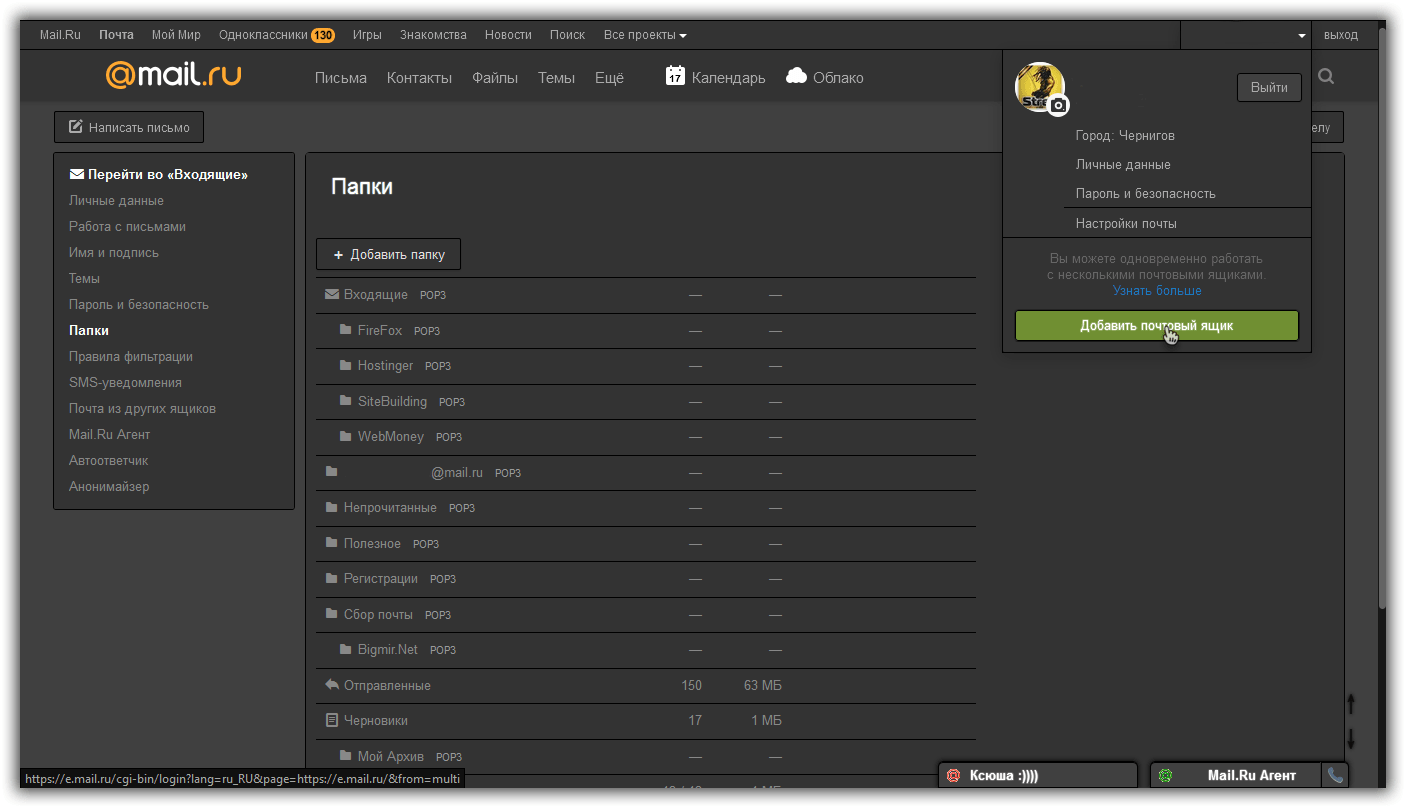 Mail.Ru Почта Мой Мир Одноклассники 130 Игры Знакомства Новости Поиск Все проекты выход
@mail.ru Письма Контакты Файлы Темы Ещё 17 Календарь Облако
Stre
Выйти
Написать письмо
елу
Город: Чернигов
Личные данные
Пароль и безопасность
Настройки почты
Вы можете одновременно работать
с несколькими почтовыми ящиками.
Узнать больше
Добавить почтовый ящик
Перейти во «Входящие»
Личные данные
Работа с письмами
Имя и подпись
Темы
Пароль и безопасность
Папки
Правила фильтрации
SMS-уведомления
Почта из других ящиков
Mail.Ru Агент
Автоответчик
Анонимайзер
Папки
+ Добавить папку
Входящие POP3 — —
FireFox POP3 — —
Hostinger POP3 — —
SiteBuilding POP3 — —
WebMoney POP3 — —
@mail.ru POP3 — —
Непрочитанные POP3 — —
Полезное POP3 — —
Регистрации POP3 — —
Сбор почты POP3 — —
Bigmir.Net POP3 — —
Отправленные 150 63 МБ
Черновики 17 1 МБ
Мой Архив POP3 — —
https://e.mail.ru/cgi-bin/login?lang=ru_RU&page=https://e.mail.ru/&from=multi
Ксюша :))))
Mail.Ru Агент